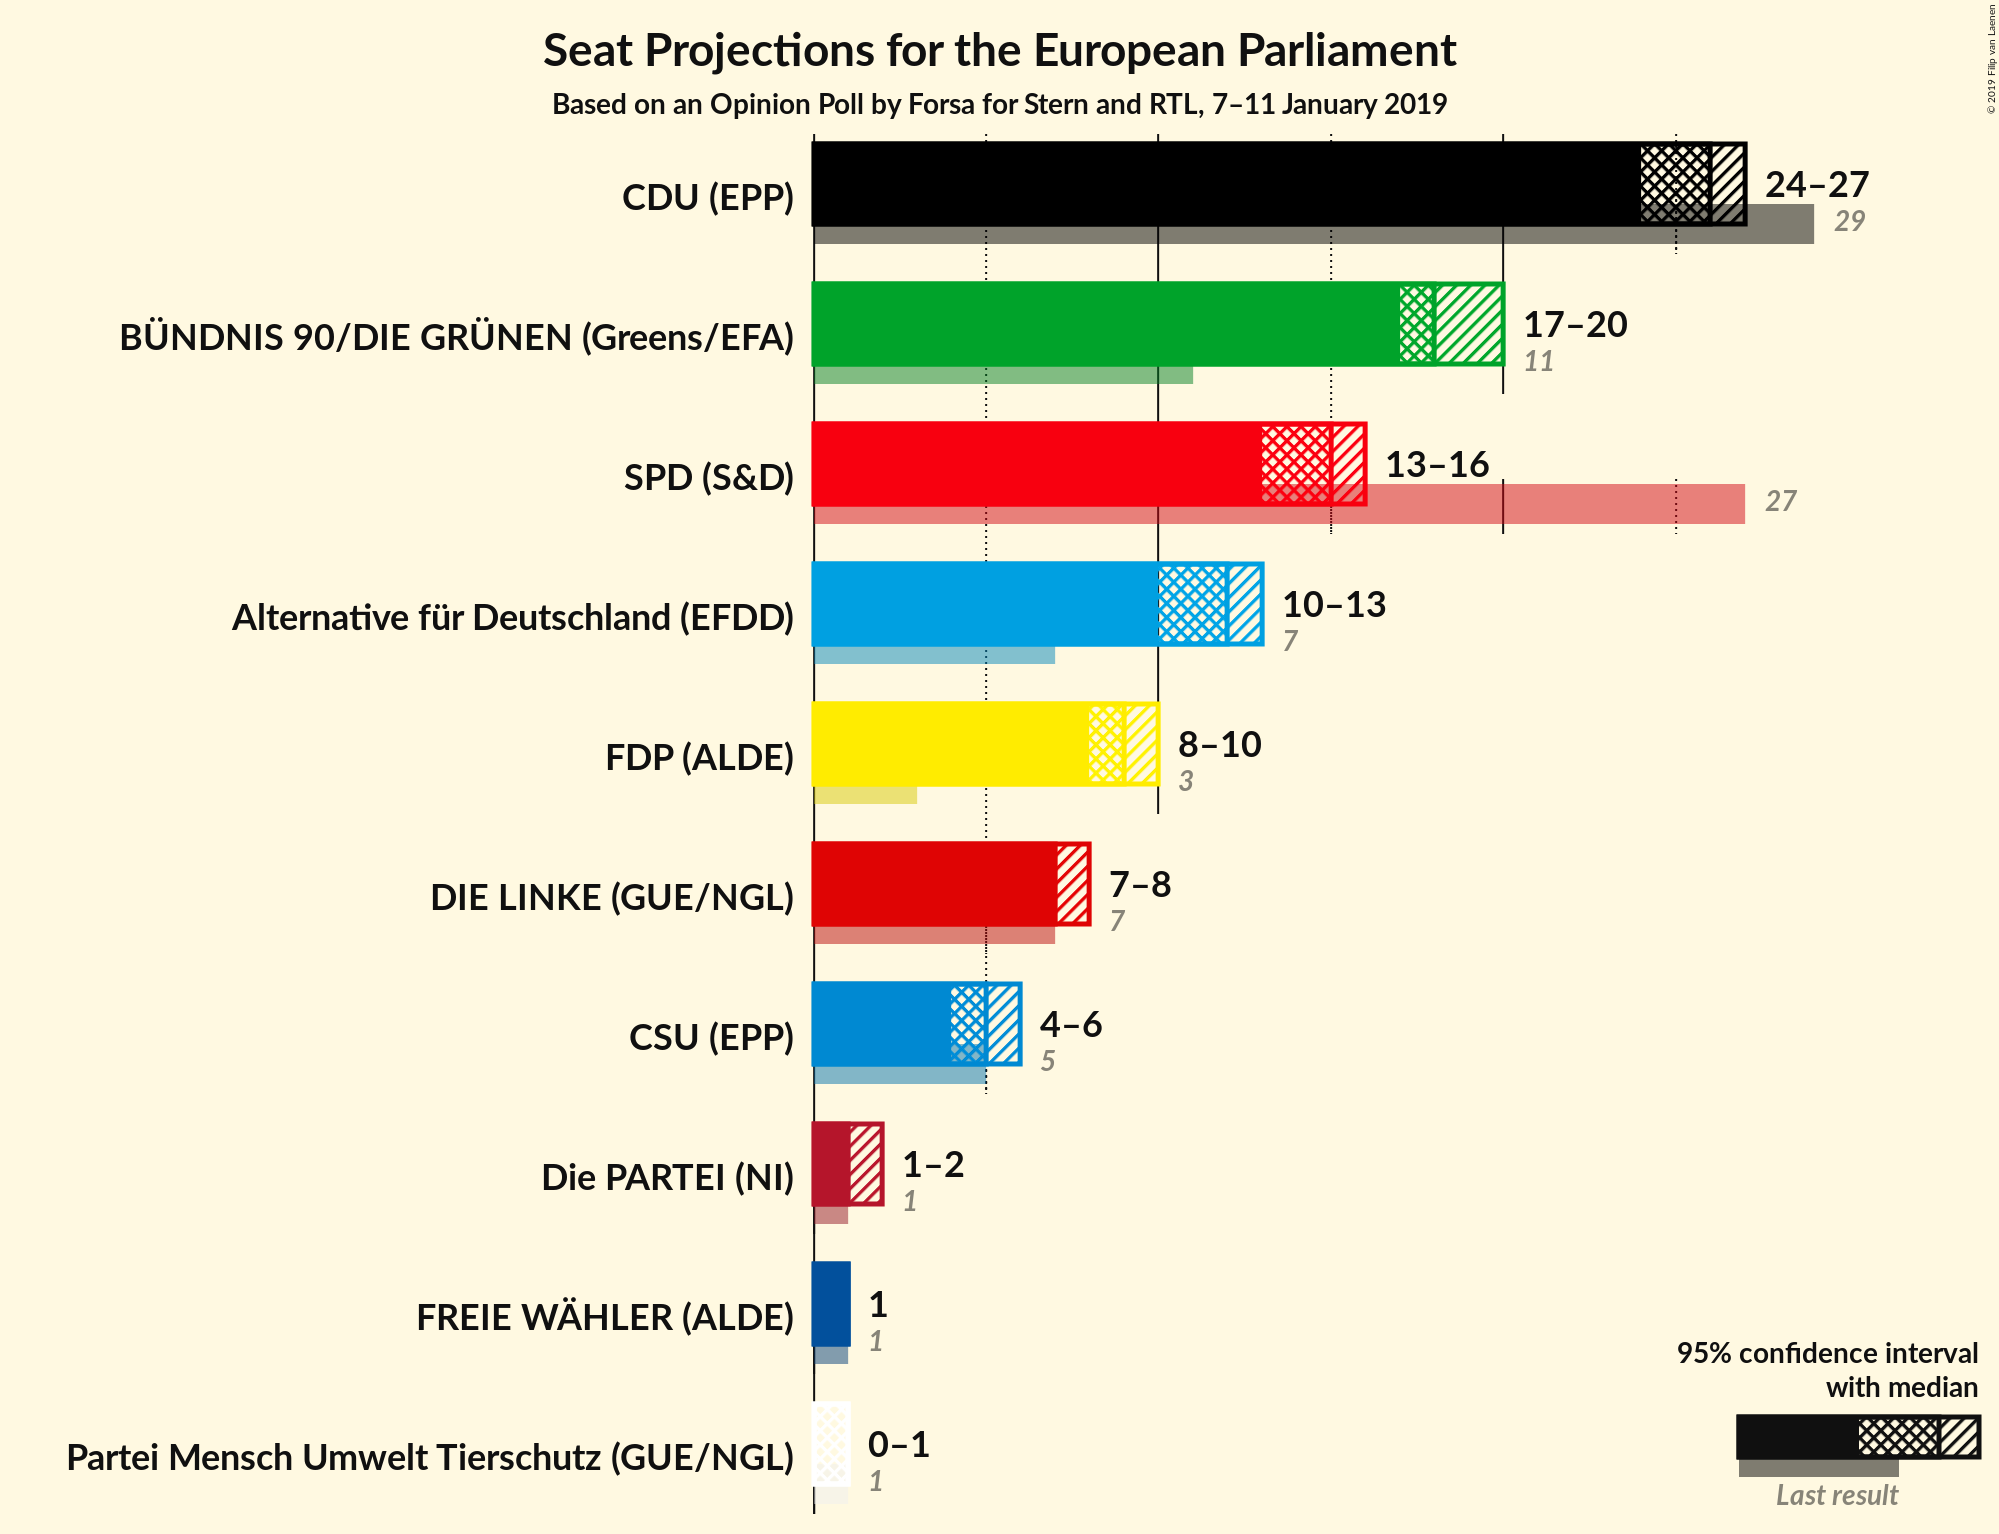 Seat Projections for the European Parliament
Based on an Opinion Poll by Forsa for Stern and RTL, 7–11 January 2019
© 2019 Filip van Laenen
CDU (EPP)
24–27
29
BÜNDNIS 90/DIE GRÜNEN (Greens/EFA)
17–20
11
SPD (S&D)
13–16
27
Alternative für Deutschland (EFDD)
10–13
7
FDP (ALDE)
8–10
3
DIE LINKE (GUE/NGL)
7–8
7
CSU (EPP)
4–6
5
Die PARTEI (NI)
1–2
1
FREIE WÄHLER (ALDE)
1
1
Partei Mensch Umwelt Tierschutz (GUE/NGL)
0–1
1
95% confidence interval
with median
Last result